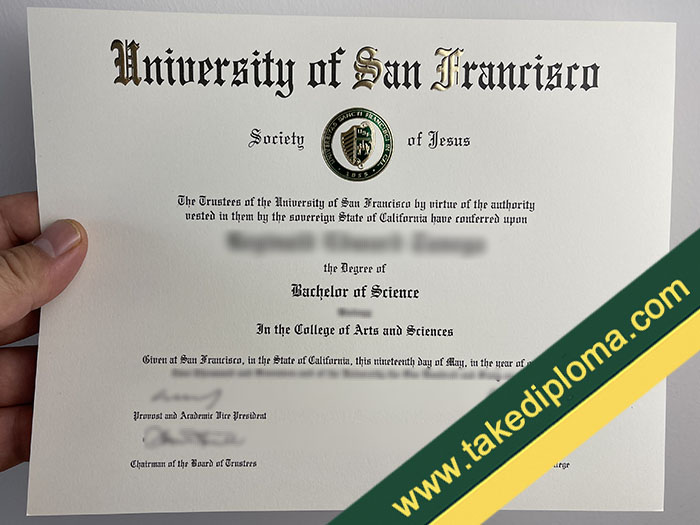 University of San Francisco
Society
of Jesus
The Trustees of the University of San Francisco by virtue of the authority
vested in them by the sovereign State of California have conferred upon
the Degree of
Bachelor of Science
In the College of Arts and Sciences
Given at San Francisco, in the State of California, this nineteenth day of May, in the year of
Provost and Academic Vice President
Chairman of the Board of Trustees
www.takediploma.com